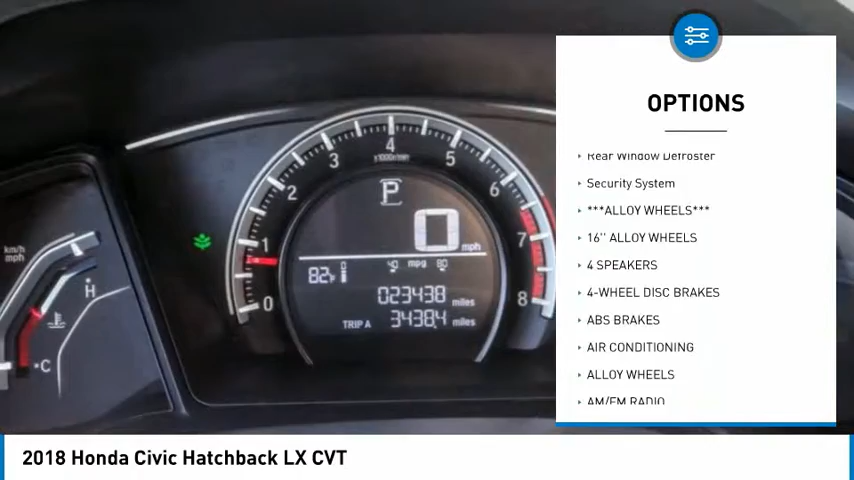 OPTIONS
Rear Window Defroster
Security System
***ALLOY WHEELS***
16'' ALLOY WHEELS
4 SPEAKERS
4-WHEEL DISC BRAKES
ABS BRAKES
AIR CONDITIONING
ALLOY WHEELS
AM/FM RADIO
km/h
mph
H
C
0
1
2
3
4
5
6
7
8
x1000r/min
P
0 mph
40 mpg 80
82°F
023438 miles
TRIP A 3438.4 miles
2018 Honda Civic Hatchback LX CVT